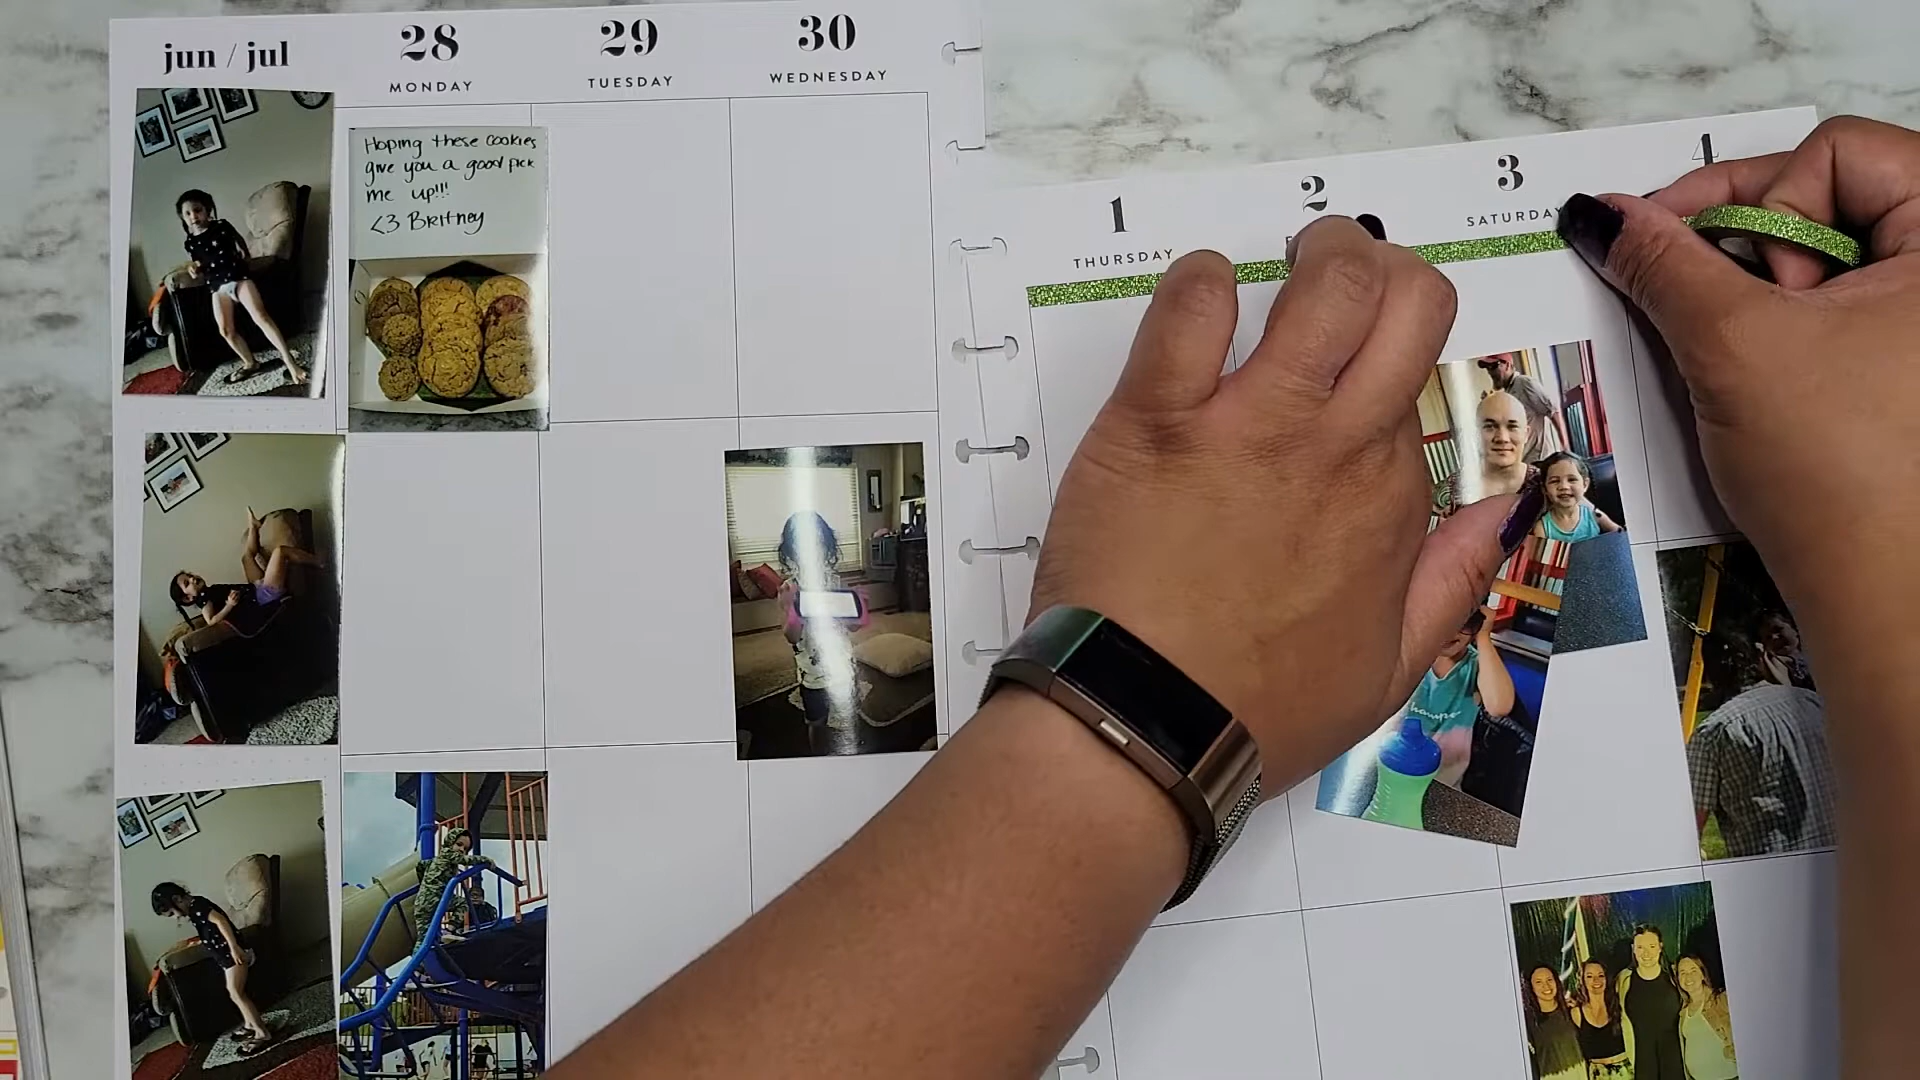 jun / jul
28
MONDAY
29
TUESDAY
30
WEDNESDAY
Hoping these cookies
give you a good pick
me up!!!
<3 Britney
1
THURSDAY
2
3
SATURDAY
4